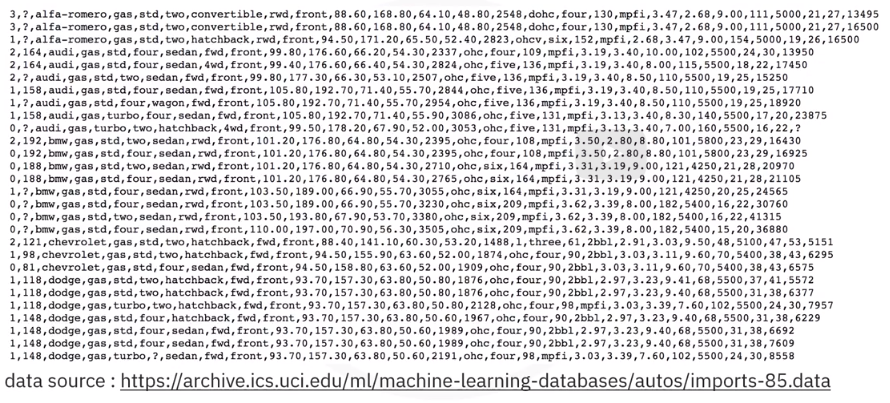 3,?,alfa-romero,gas,std,two,convertible,rwd,front,88.60,168.80,64.10,48.80,2548,dohc,four,130,mpfi,3.47,2.68,9.00,111,5000,21,27,13495
3,?,alfa-romero,gas,std,two,convertible,rwd,front,88.60,168.80,64.10,48.80,2548,dohc,four,130,mpfi,3.47,2.68,9.00,111,5000,21,27,16500
1,?,alfa-romero,gas,std,two,hatchback,rwd,front,94.50,171.20,65.50,52.40,2823,ohcv,six,152,mpfi,2.68,3.47,9.00,154,5000,19,26,16500
2,164,audi,gas,std,four,sedan,fwd,front,99.80,176.60,66.20,54.30,2337,ohc,four,109,mpfi,3.19,3.40,10.00,102,5500,24,30,13950
2,164,audi,gas,std,four,sedan,4wd,front,99.40,176.60,66.40,54.30,2824,ohc,five,136,mpfi,3.19,3.40,8.00,115,5500,18,22,17450
2,?,audi,gas,std,two,sedan,fwd,front,99.80,177.30,66.30,53.10,2507,ohc,five,136,mpfi,3.19,3.40,8.50,110,5500,19,25,15250
1,158,audi,gas,std,four,sedan,fwd,front,105.80,192.70,71.40,55.70,2844,ohc,five,136,mpfi,3.19,3.40,8.50,110,5500,19,25,17710
1,?,audi,gas,std,four,wagon,fwd,front,105.80,192.70,71.40,55.70,2954,ohc,five,136,mpfi,3.19,3.40,8.50,110,5500,19,25,18920
1,158,audi,gas,turbo,four,sedan,fwd,front,105.80,192.70,71.40,55.90,3086,ohc,five,131,mpfi,3.13,3.40,8.30,140,5500,17,20,23875
0,?,audi,gas,turbo,two,hatchback,4wd,front,99.50,178.20,67.90,52.00,3053,ohc,five,131,mpfi,3.13,3.40,7.00,160,5500,16,22,?
2,192,bmw,gas,std,two,sedan,rwd,front,101.20,176.80,64.80,54.30,2395,ohc,four,108,mpfi,3.50,2.80,8.80,101,5800,23,29,16430
0,192,bmw,gas,std,four,sedan,rwd,front,101.20,176.80,64.80,54.30,2395,ohc,four,108,mpfi,3.50,2.80,8.80,101,5800,23,29,16925
0,188,bmw,gas,std,two,sedan,rwd,front,101.20,176.80,64.80,54.30,2710,ohc,six,164,mpfi,3.31,3.19,9.00,121,4250,21,28,20970
0,188,bmw,gas,std,four,sedan,rwd,front,101.20,176.80,64.80,54.30,2765,ohc,six,164,mpfi,3.31,3.19,9.00,121,4250,21,28,21105
1,?,bmw,gas,std,four,sedan,rwd,front,103.50,189.00,66.90,55.70,3055,ohc,six,164,mpfi,3.31,3.19,9.00,121,4250,20,25,24565
0,?,bmw,gas,std,four,sedan,rwd,front,103.50,189.00,66.90,55.70,3230,ohc,six,209,mpfi,3.62,3.39,8.00,182,5400,16,22,30760
0,?,bmw,gas,std,two,sedan,rwd,front,103.50,193.80,67.90,53.70,3380,ohc,six,209,mpfi,3.62,3.39,8.00,182,5400,16,22,41315
0,?,bmw,gas,std,four,sedan,rwd,front,110.00,197.00,70.90,56.30,3505,ohc,six,209,mpfi,3.62,3.39,8.00,182,5400,15,20,36880
2,121,chevrolet,gas,std,two,hatchback,fwd,front,88.40,141.10,60.30,53.20,1488,l,three,61,2bbl,2.91,3.03,9.50,48,5100,47,53,5151
1,98,chevrolet,gas,std,two,hatchback,fwd,front,94.50,155.90,63.60,52.00,1874,ohc,four,90,2bbl,3.03,3.11,9.60,70,5400,38,43,6295
0,81,chevrolet,gas,std,four,sedan,fwd,front,94.50,158.80,63.60,52.00,1909,ohc,four,90,2bbl,3.03,3.11,9.60,70,5400,38,43,6575
1,118,dodge,gas,std,two,hatchback,fwd,front,93.70,157.30,63.80,50.80,1876,ohc,four,90,2bbl,2.97,3.23,9.41,68,5500,37,41,5572
1,118,dodge,gas,std,two,hatchback,fwd,front,93.70,157.30,63.80,50.80,1876,ohc,four,90,2bbl,2.97,3.23,9.40,68,5500,31,38,6377
1,118,dodge,gas,turbo,two,hatchback,fwd,front,93.70,157.30,63.80,50.80,2128,ohc,four,98,mpfi,3.03,3.39,7.60,102,5500,24,30,7957
1,148,dodge,gas,std,four,hatchback,fwd,front,93.70,157.30,63.80,50.60,1967,ohc,four,90,2bbl,2.97,3.23,9.40,68,5500,31,38,6229
1,148,dodge,gas,std,four,sedan,fwd,front,93.70,157.30,63.80,50.60,1989,ohc,four,90,2bbl,2.97,3.23,9.40,68,5500,31,38,6692
1,148,dodge,gas,std,four,sedan,fwd,front,93.70,157.30,63.80,50.60,1989,ohc,four,90,2bbl,2.97,3.23,9.40,68,5500,31,38,7609
1,148,dodge,gas,turbo,?,sedan,fwd,front,93.70,157.30,63.80,50.60,2191,ohc,four,98,mpfi,3.03,3.39,7.60,102,5500,24,30,8558
data source : https://archive.ics.uci.edu/ml/machine-learning-databases/autos/imports-85.data